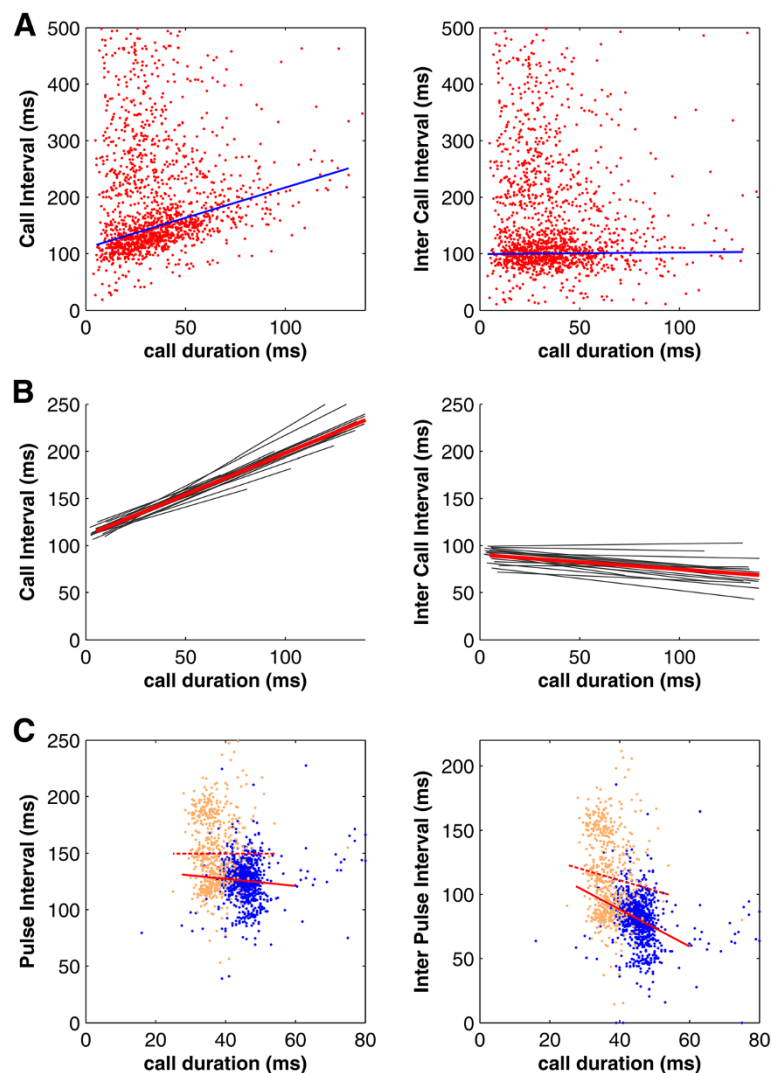 A
Call Interval (ms)
500
400
300
200
100
0
0 50 100
call duration (ms)
Inter Call Interval (ms)
500
400
300
200
100
0
0 50 100
call duration (ms)
B
Call Interval (ms)
250
200
150
100
50
0
0 50 100
call duration (ms)
Inter Call Interval (ms)
250
200
150
100
50
0
0 50 100
call duration (ms)
C
Pulse Interval (ms)
250
200
150
100
50
0
0 20 40 60 80
call duration (ms)
Inter Pulse Interval (ms)
200
150
100
50
0
0 20 40 60 80
call duration (ms)